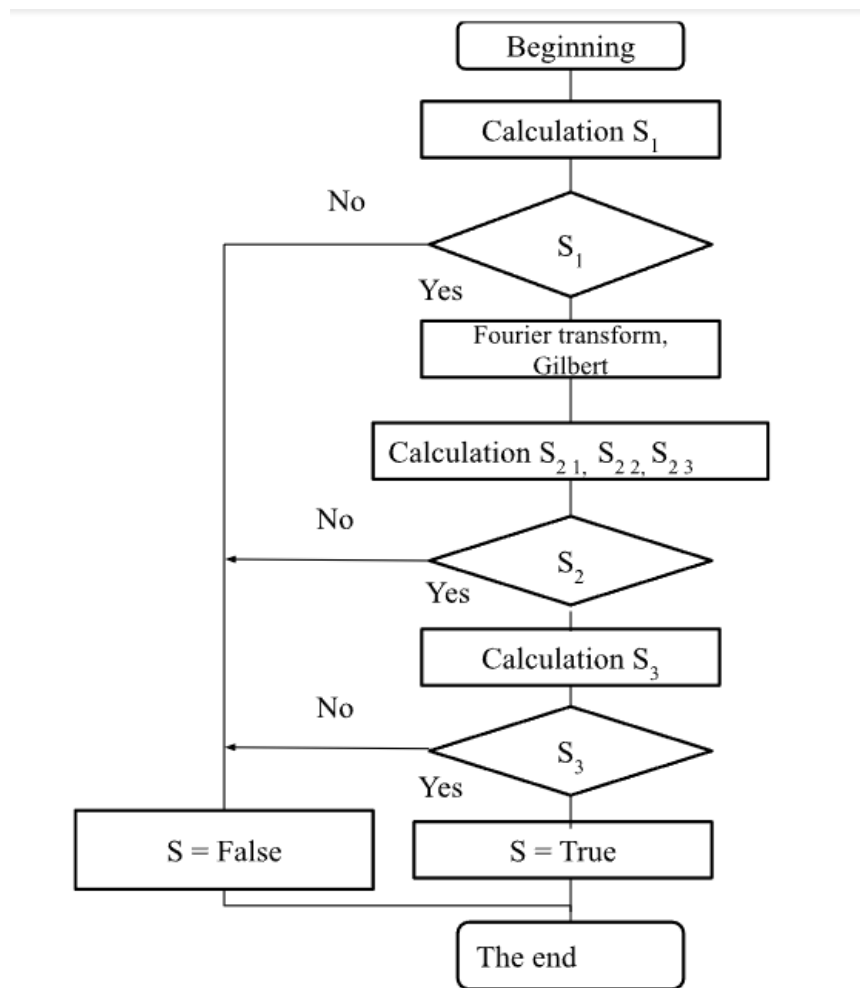 Beginning
Calculation S1
No
S1
Yes
Fourier transform,
Gilbert
Calculation S2 1, S2 2, S2 3
No
S2
Yes
Calculation S3
No
S3
Yes
S = False
S = True
The end